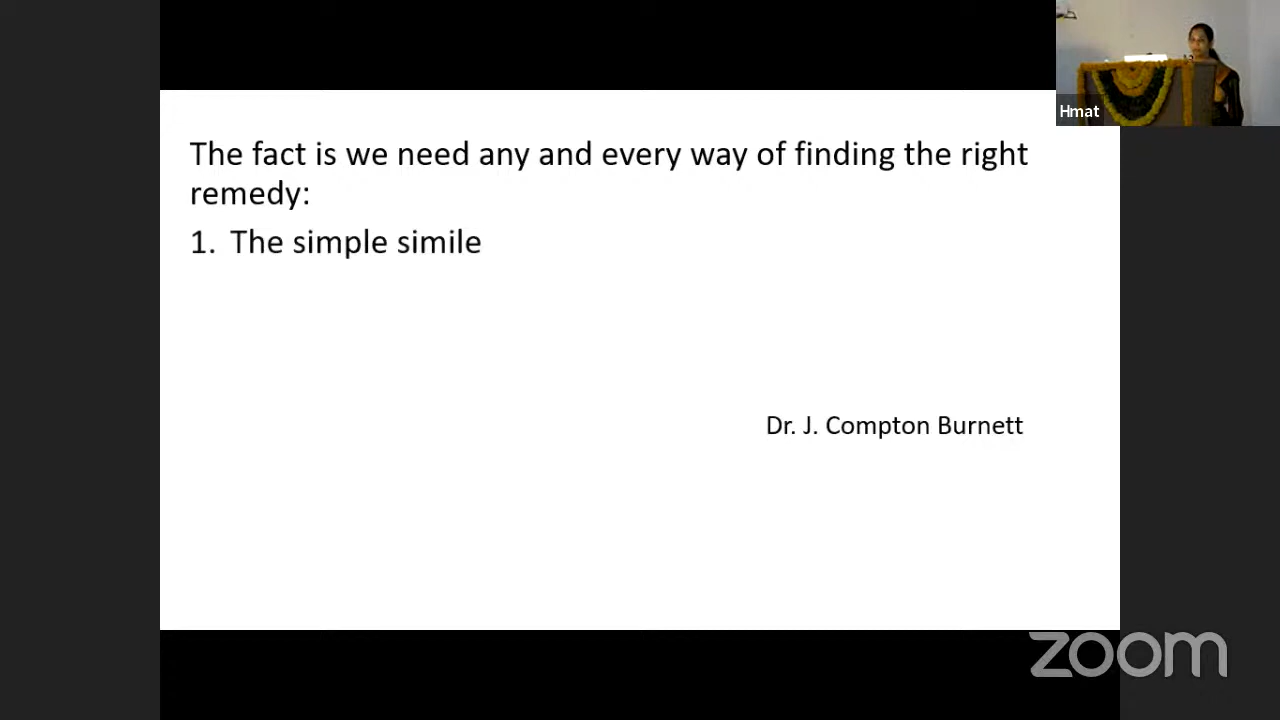 The fact is we need any and every way of finding the right
remedy:
1. The simple simile
Dr. J. Compton Burnett
Hmat
zoom